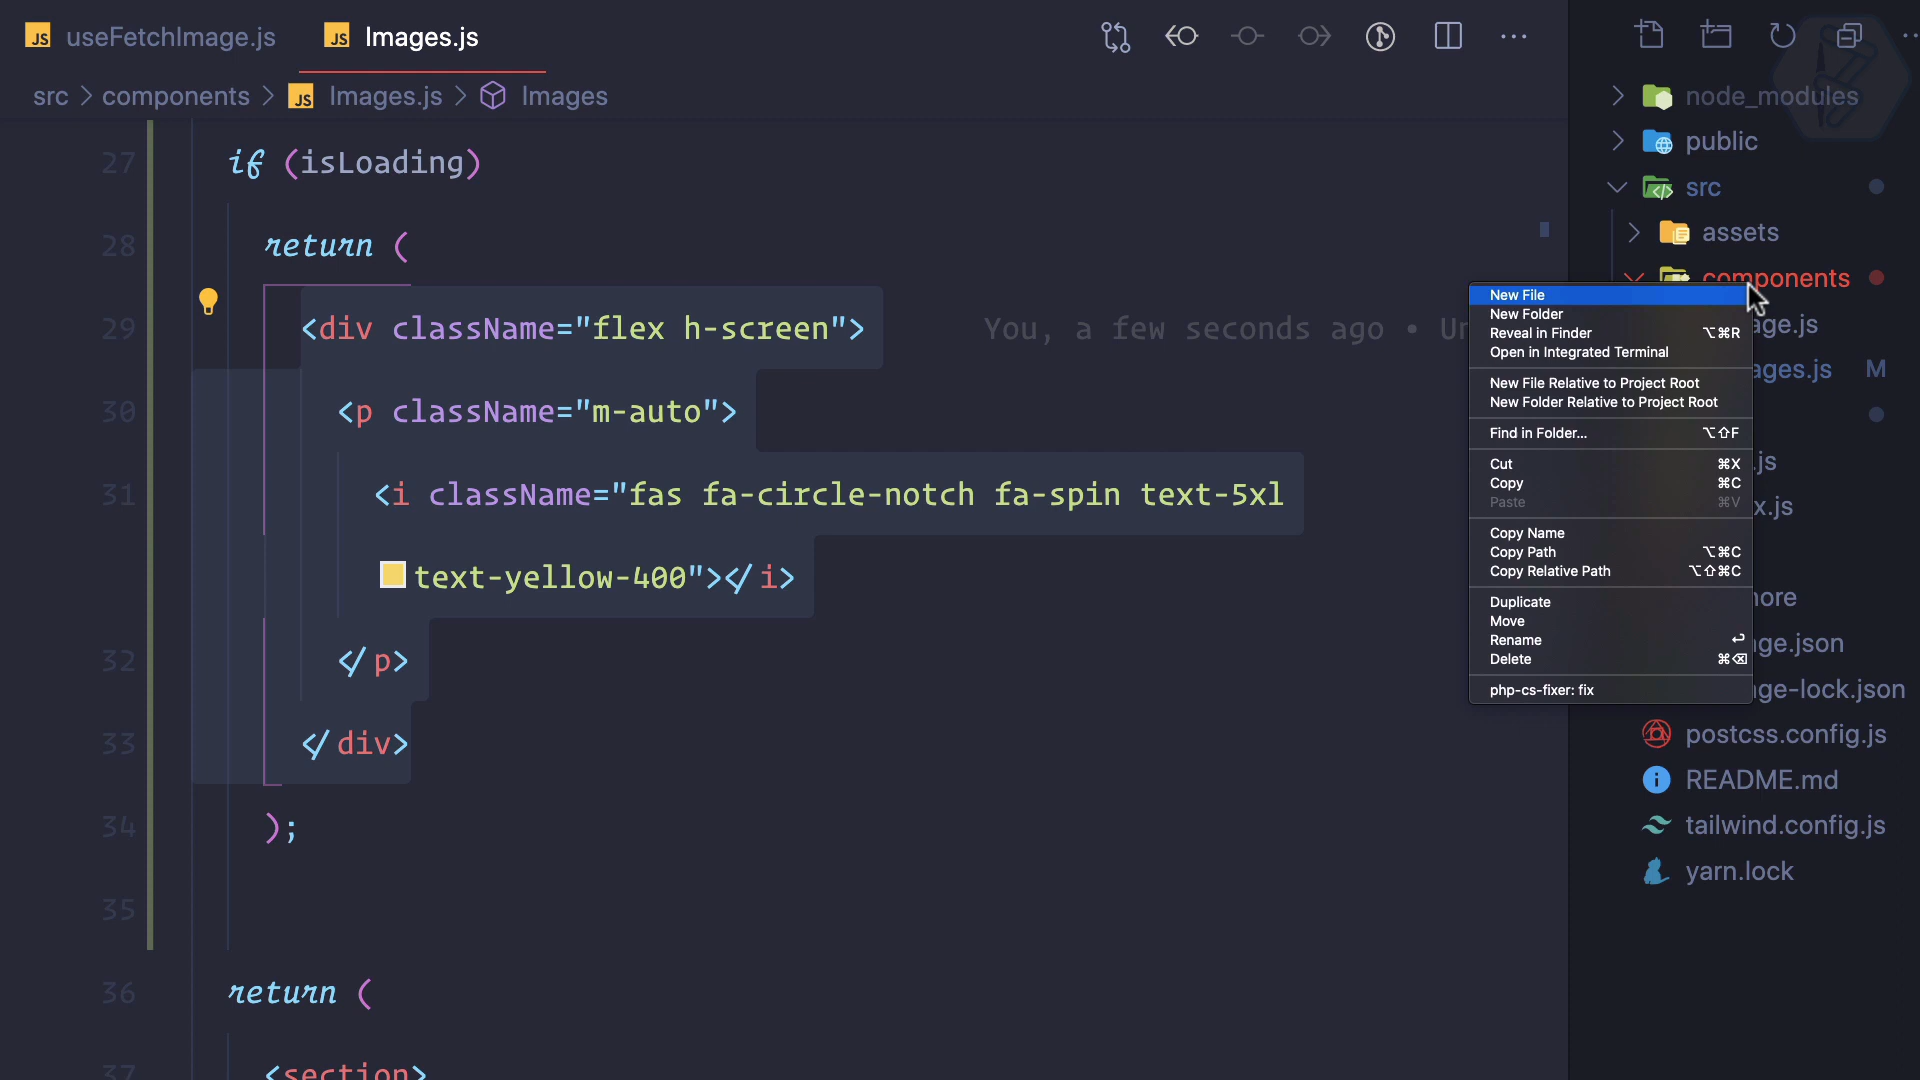 JS useFetchImage.js
JS Images.js
src > components > JS Images.js > Images
27 if (isLoading)
28 return (
29 <div className="flex h-screen"> You, a few seconds ago • Un
30 <p className="m-auto">
31 <i className="fas fa-circle-notch fa-spin text-5xl
text-yellow-400"></i>
32 </p>
33 </div>
34 );
35
36 return (
37 <section>
node_modules
public
src
assets
components
age.js
ages.js M
.js
x.js
nore
ge.json
ge-lock.json
postcss.config.js
README.md
tailwind.config.js
yarn.lock
New File
New Folder
Reveal in Finder ⌥⌘R
Open in Integrated Terminal
New File Relative to Project Root
New Folder Relative to Project Root
Find in Folder... ⌥⇧F
Cut ⌘X
Copy ⌘C
Paste ⌘V
Copy Name
Copy Path ⌥⌘C
Copy Relative Path ⌥⇧⌘C
Duplicate
Move
Rename ↩
Delete ⌘⌫
php-cs-fixer: fix